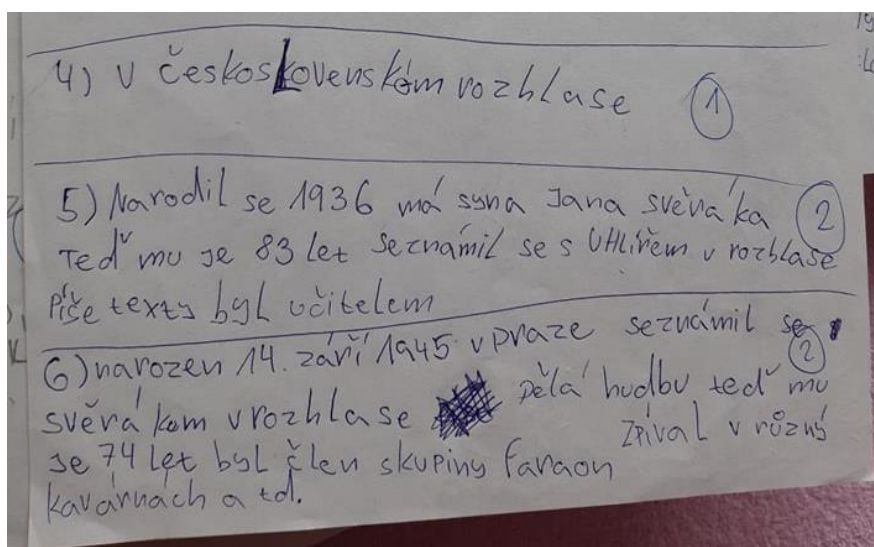 4) V československém rozhlase 1
5) Narodil se 1936 má syna Jana svěráka 2
Teď mu je 83 let seznámil se s Uhlířem v rozhlase
Píše texty byl učitelem
6) narozen 14. září 1945 v praze seznámil se 2
svěrákem v rozhlase Dělá hudbu teď mu
je 74 let byl člen skupiny faraon Zpíval v různý
kavárnách a td.